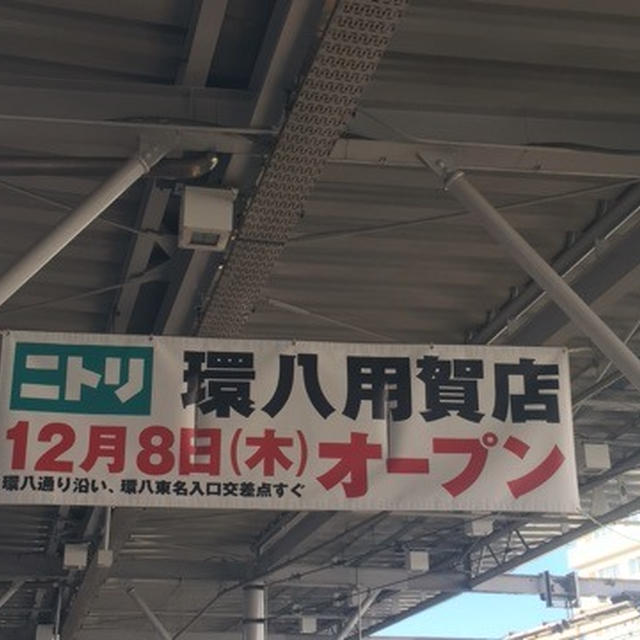 ニトリ 環八用賀店
12月8日(木)オープン
環八通り沿い、環八東名入口交差点すぐ